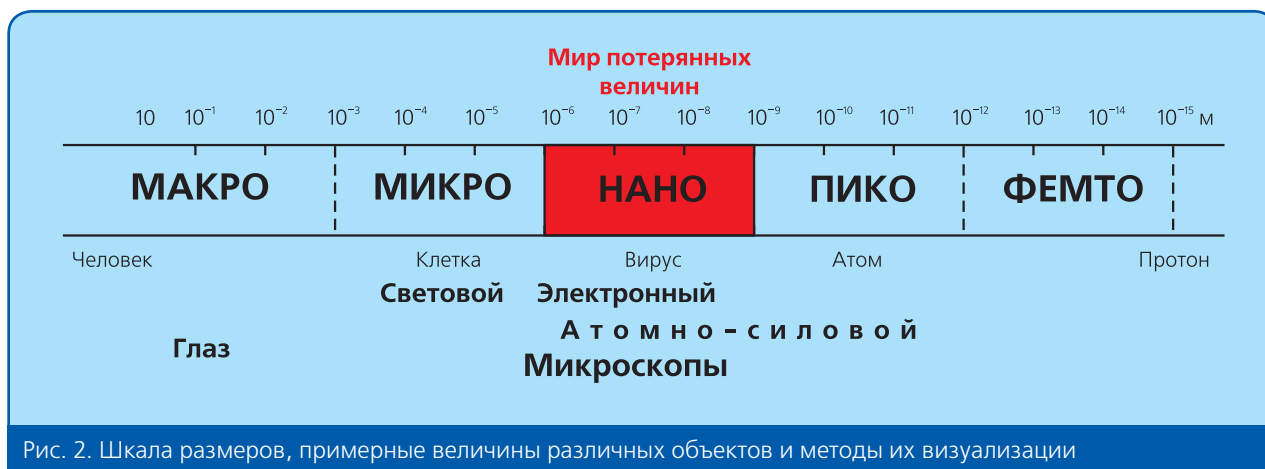 Мир потерянных
величин
10 10⁻¹ 10⁻² 10⁻³ 10⁻⁴ 10⁻⁵ 10⁻⁶ 10⁻⁷ 10⁻⁸ 10⁻⁹ 10⁻¹⁰ 10⁻¹¹ 10⁻¹² 10⁻¹³ 10⁻¹⁴ 10⁻¹⁵ м
МАКРО МИКРО НАНО ПИКО ФЕМТО
Человек Клетка Вирус Атом Протон
Световой Электронный
Атомно-силовой
Глаз
Микроскопы
Рис. 2. Шкала размеров, примерные величины различных объектов и методы их визуализации